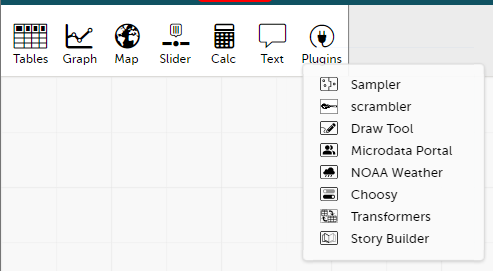 Tables Graph Map Slider Calc Text Plugins
Sampler
scrambler
Draw Tool
Microdata Portal
NOAA Weather
Choosy
Transformers
Story Builder